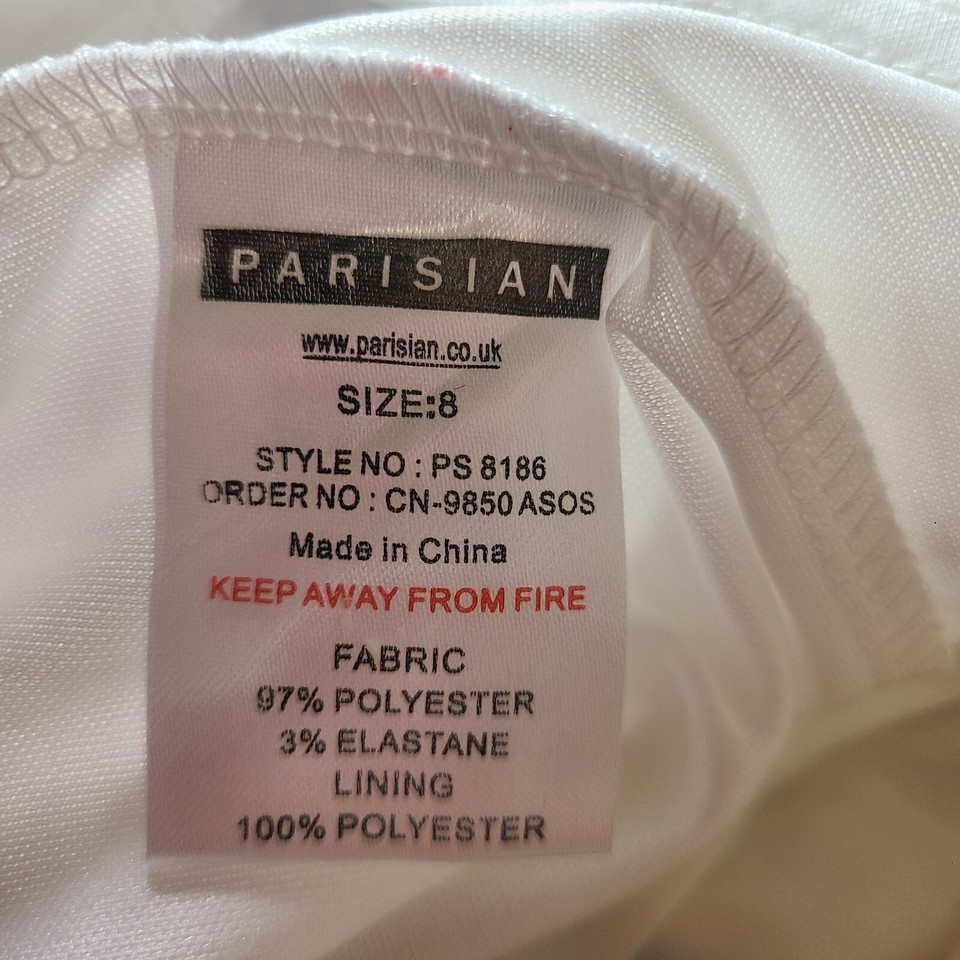 PARISIAN
www.parisian.co.uk
SIZE:8
STYLE NO : PS 8186
ORDER NO : CN-9850 ASOS
Made in China
KEEP AWAY FROM FIRE
FABRIC
97% POLYESTER
3% ELASTANE
LINING
100% POLYESTER